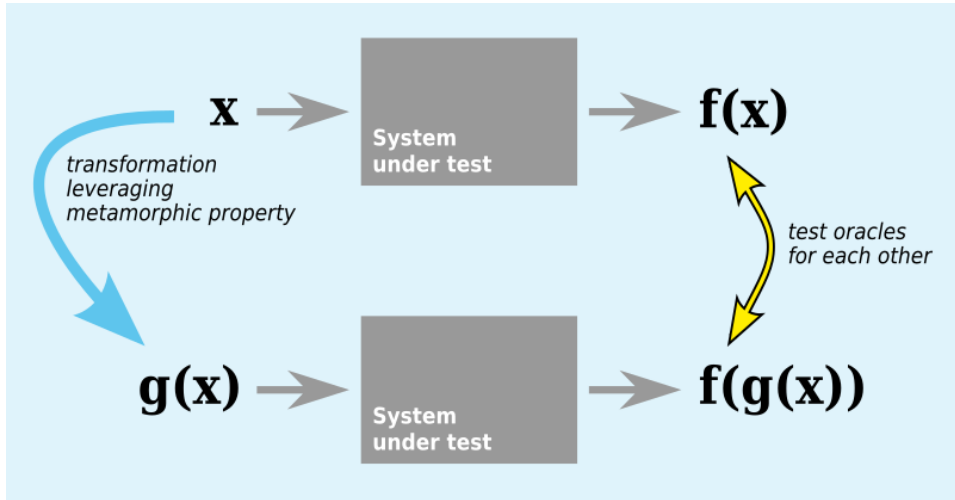 x
System
under test
f(x)
transformation
leveraging
metamorphic property
test oracles
for each other
g(x)
System
under test
f(g(x))